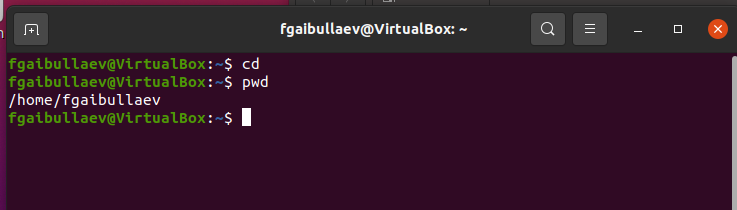 fgaibullaev@VirtualBox: ~
fgaibullaev@VirtualBox:~$ cd
fgaibullaev@VirtualBox:~$ pwd
/home/fgaibullaev
fgaibullaev@VirtualBox:~$